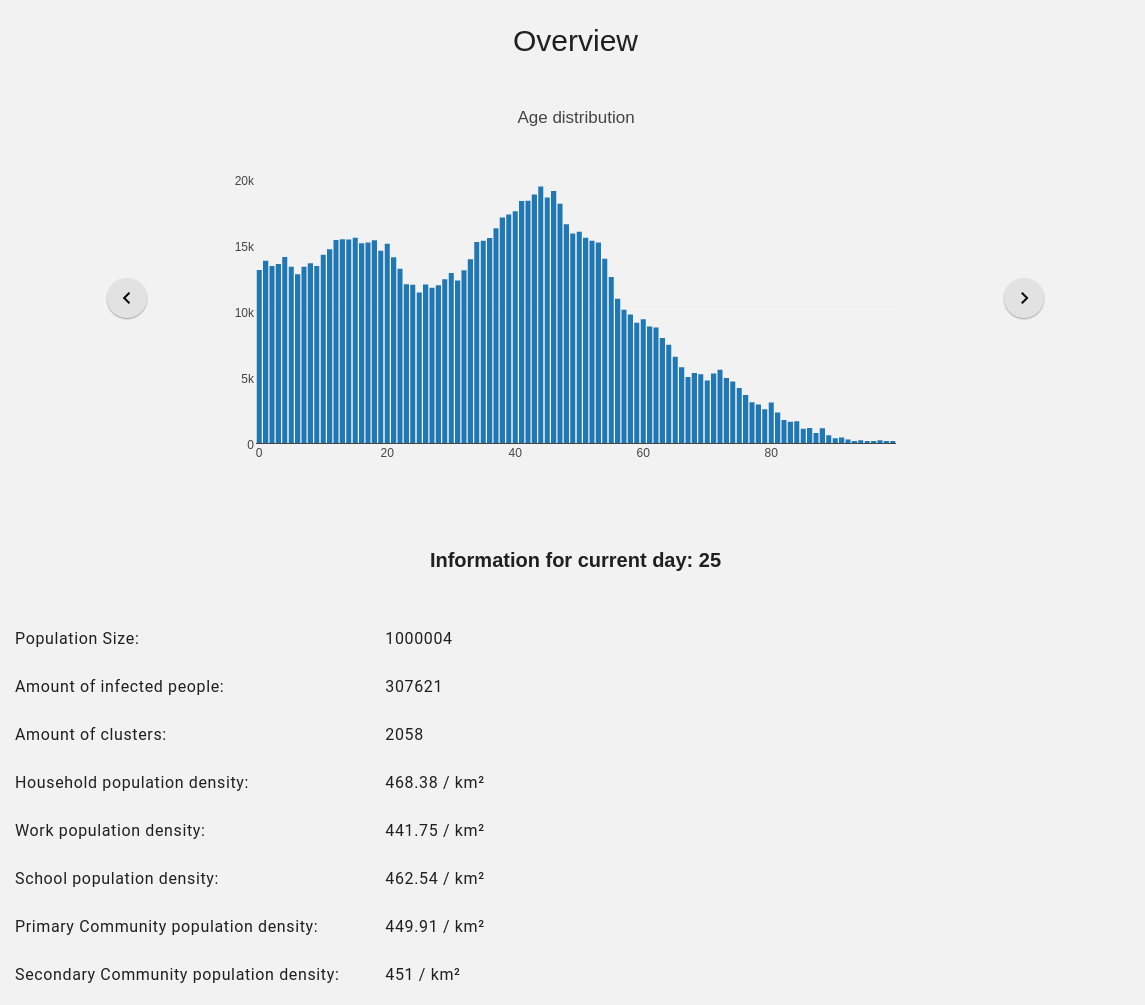 Overview
Age distribution
20k
15k
10k
5k
0
0 20 40 60 80
Information for current day: 25
Population Size: 1000004
Amount of infected people: 307621
Amount of clusters: 2058
Household population density: 468.38 / km²
Work population density: 441.75 / km²
School population density: 462.54 / km²
Primary Community population density: 449.91 / km²
Secondary Community population density: 451 / km²